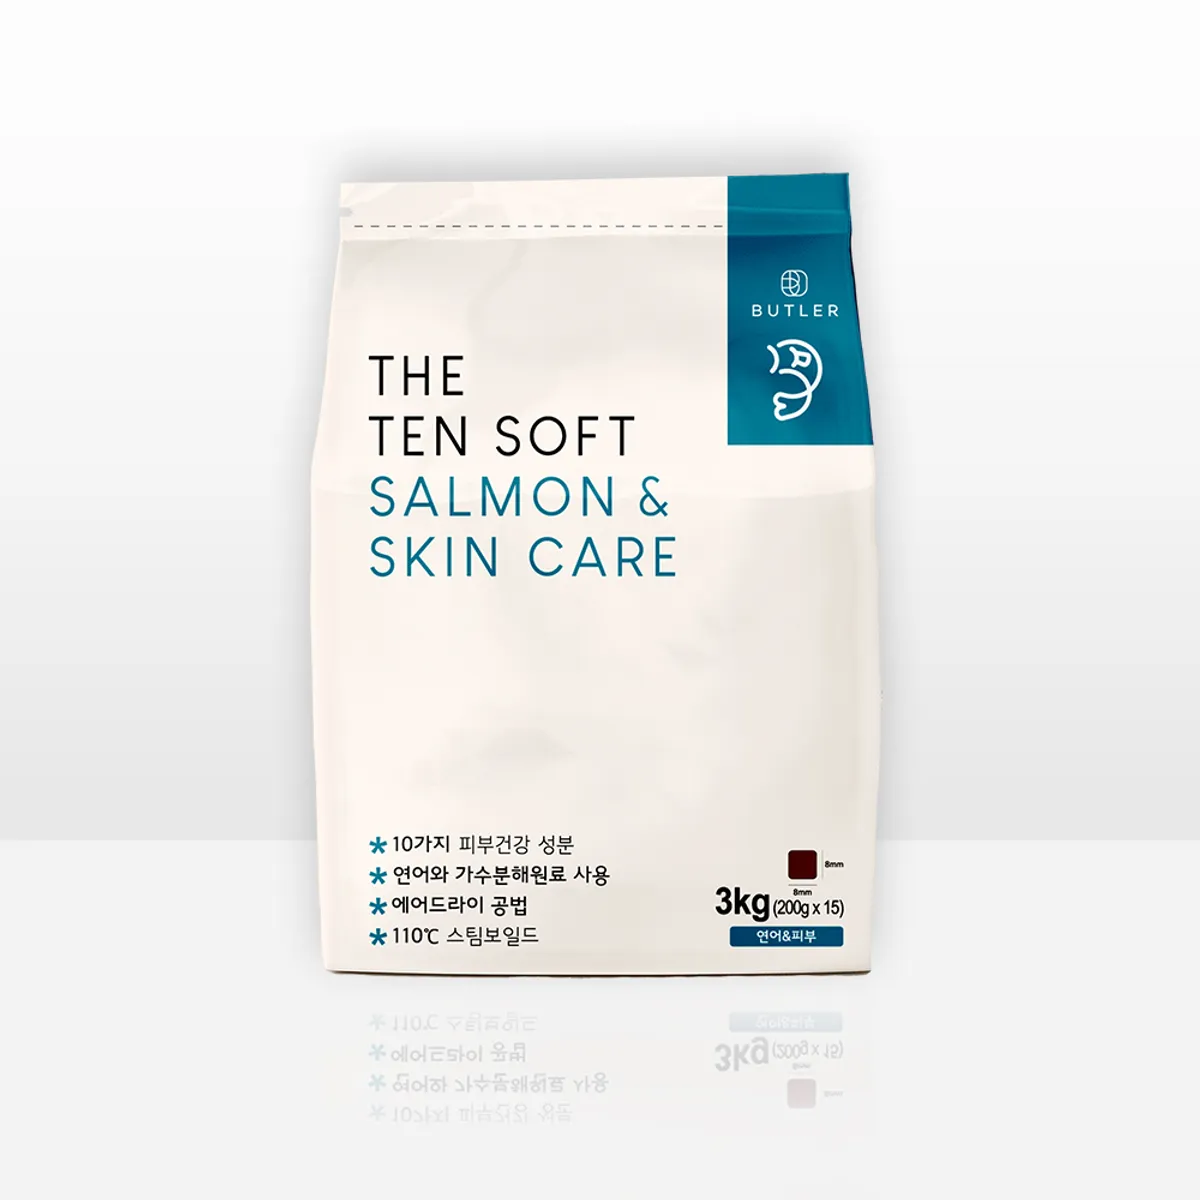 BUTLER
THE
TEN SOFT
SALMON &
SKIN CARE
* 10가지 피부건강 성분
* 연어와 가수분해원료 사용
* 에어드라이 공법
* 110℃ 스팀보일드
8mm
8mm
3kg (200g x 15)
연어&피부